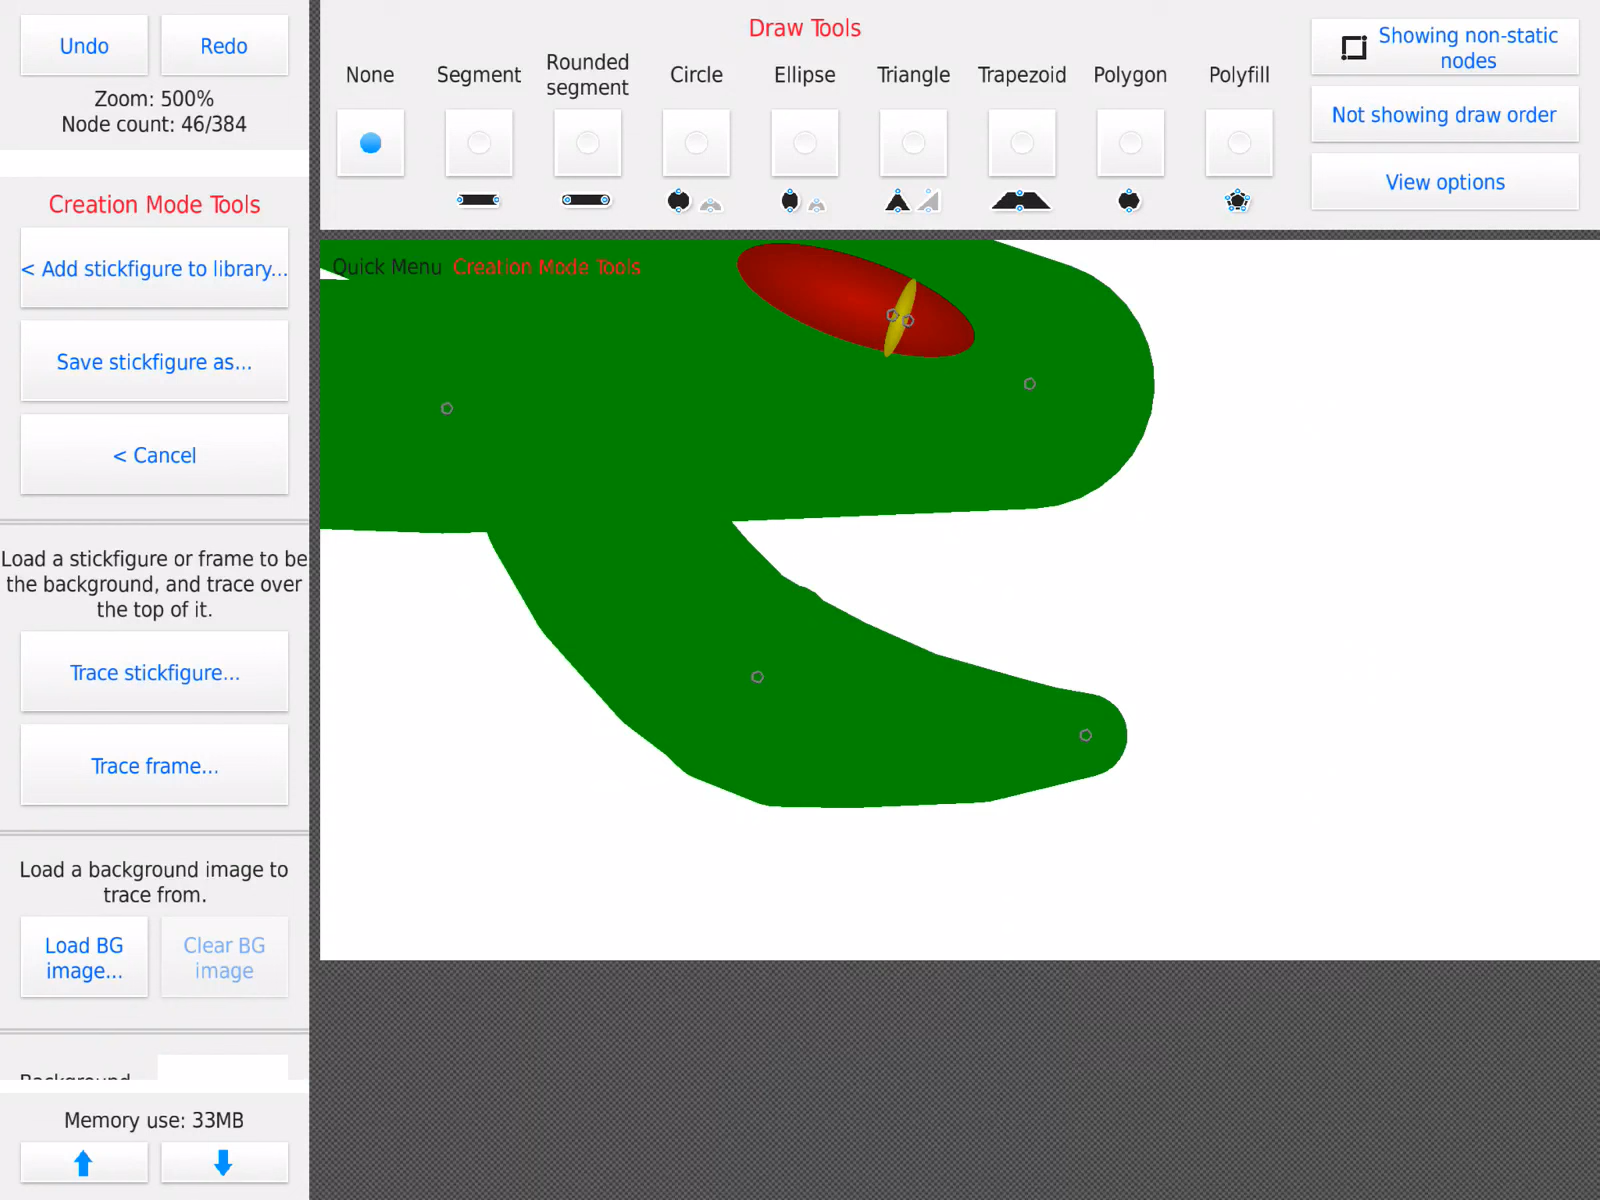 Undo
Redo
Zoom: 500%
Node count: 46/384
Creation Mode Tools
< Add stickfigure to library...
Save stickfigure as...
< Cancel
Load a stickfigure or frame to be
the background, and trace over
the top of it.
Trace stickfigure...
Trace frame...
Load a background image to
trace from.
Load BG
image...
Clear BG
image
Background
Memory use: 33MB
Draw Tools
None
Segment
Rounded
segment
Circle
Ellipse
Triangle
Trapezoid
Polygon
Polyfill
Showing non-static
nodes
Not showing draw order
View options
Quick Menu Creation Mode Tools